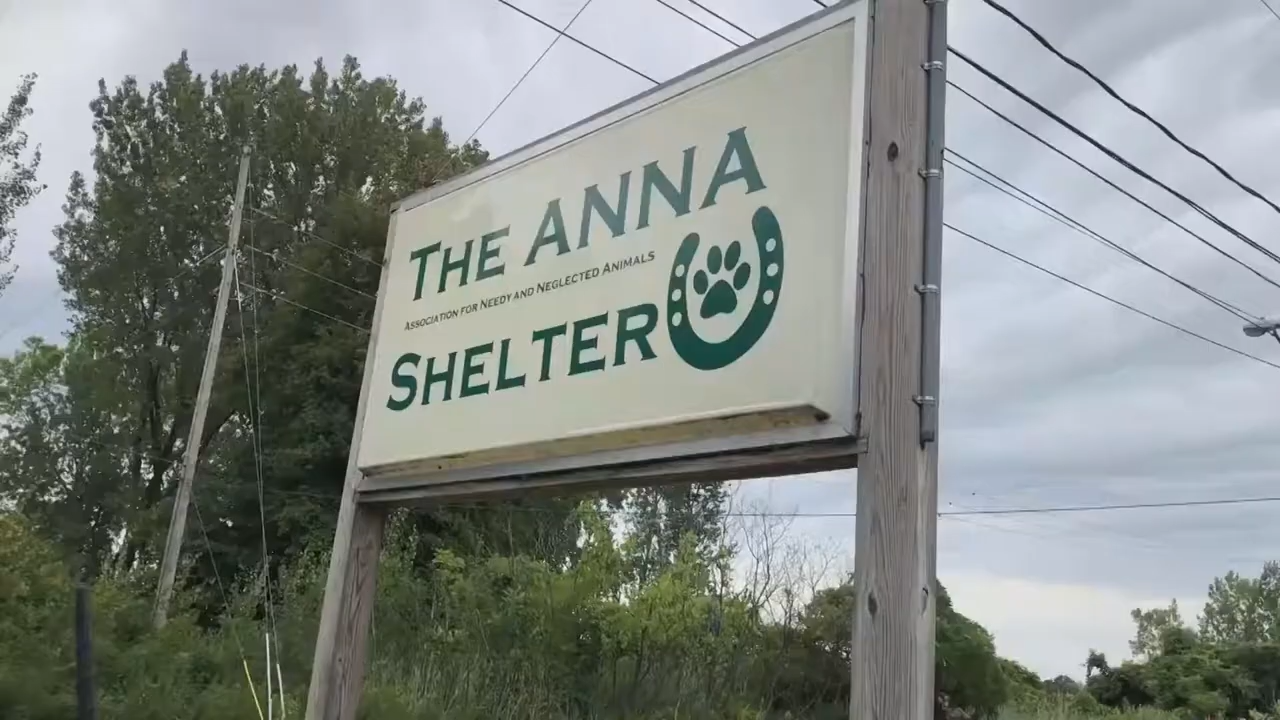 THE ANNA
ASSOCIATION FOR NEEDY AND NEGLECTED ANIMALS
SHELTER